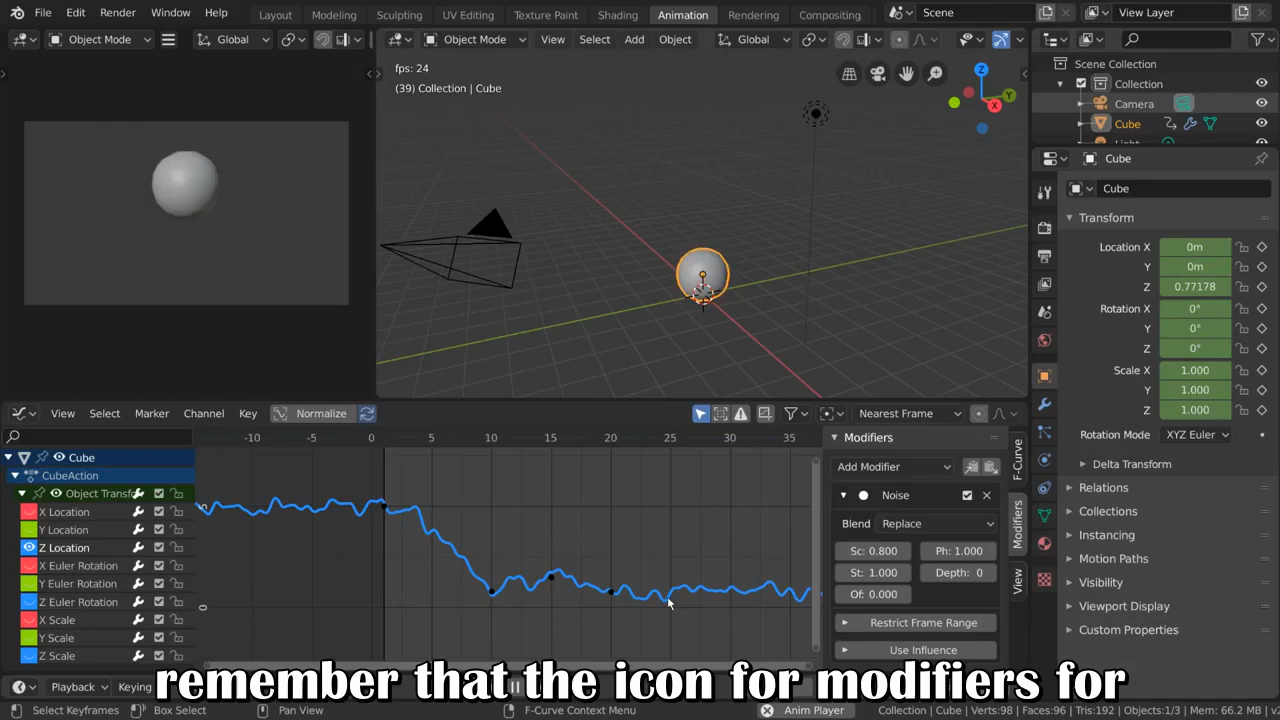 File Edit Render Window Help Layout Modeling Sculpting UV Editing Texture Paint Shading Animation Rendering Compositing Scene View Layer
Object Mode Global Object Mode View Select Add Object Global
fps: 24
(39) Collection | Cube
Z
Y
X
Scene Collection
Collection
Camera
Cube
Cube
Cube
Transform
Location X 0m
Y 0m
Z 0.77178
Rotation X 0°
Y 0°
Z 0°
Scale X 1.000
Y 1.000
Z 1.000
Rotation Mode XYZ Euler
Delta Transform
Relations
Collections
Instancing
Motion Paths
Visibility
Viewport Display
Custom Properties
View Select Marker Channel Key Normalize Nearest Frame
-10 -5 0 5 10 15 20 25 30 35
5
0
Cube
CubeAction
Object Transfo
X Location
Y Location
Z Location
X Euler Rotation
Y Euler Rotation
Z Euler Rotation
X Scale
Y Scale
Z Scale
Modifiers
Add Modifier
Noise
Blend Replace
Sc: 0.800 Ph: 1.000
St: 1.000 Depth: 0
Of: 0.000
Restrict Frame Range
Use Influence
F-Curve
Modifiers
View
Playback Keying
remember that the icon for modifiers for
Select Keyframes Box Select Pan View F-Curve Context Menu Anim Player Collection | Cube | Verts:98 | Faces:96 | Tris:192 | Objects:1/3 | Mem: 66.2 MB | v2